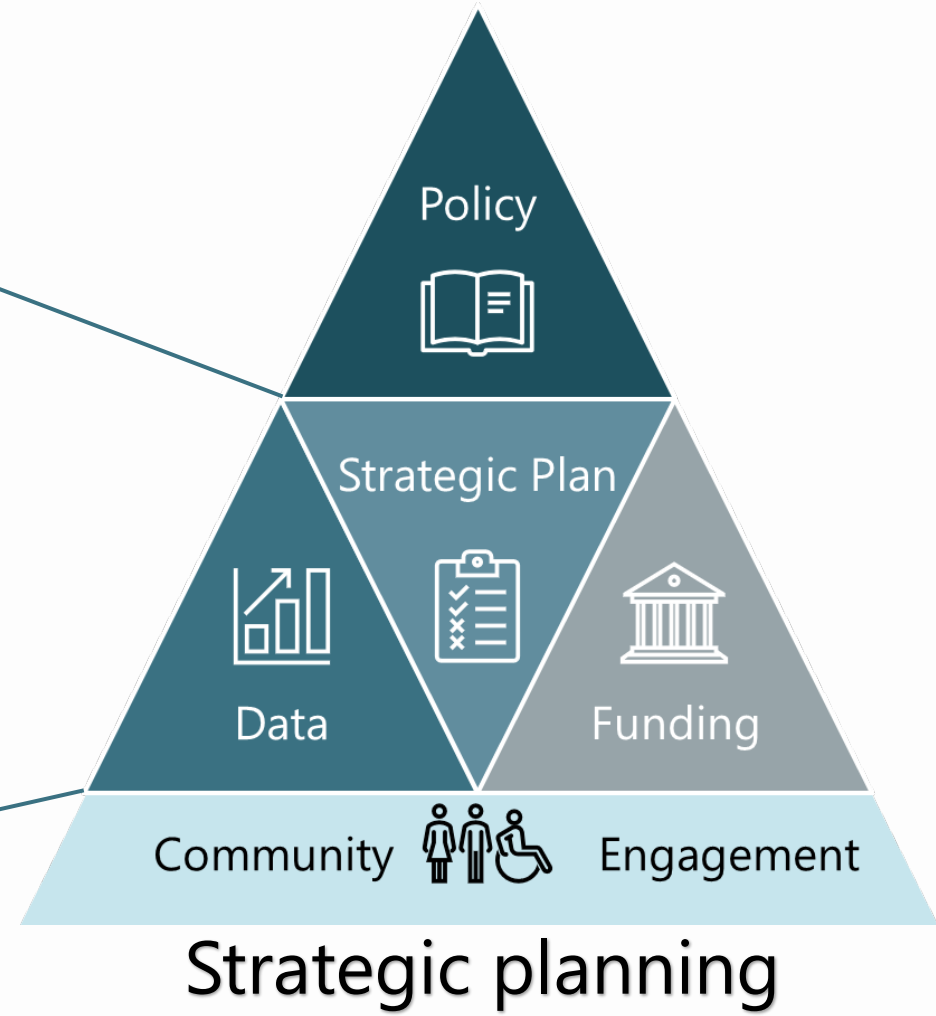 Policy
Strategic Plan
Data
Funding
Community Engagement
Strategic planning